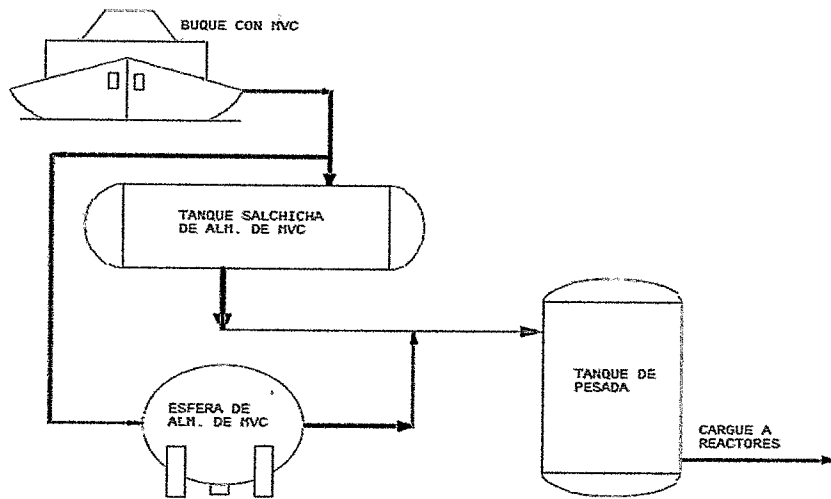 BUQUE CON MVC
TANQUE SALCHICHA
DE ALM. DE MVC
TANQUE DE
PESADA
ESFERA DE
ALM. DE MVC
CARGUE A
REACTORES